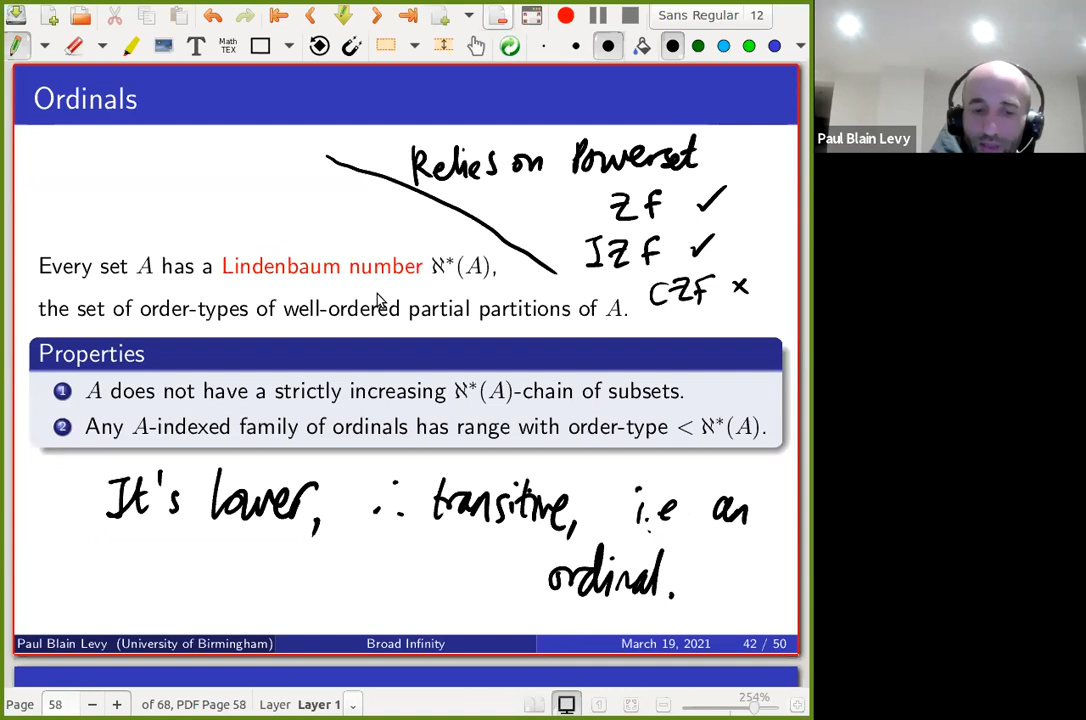 Sans Regular 12
Math
TEX
Paul Blain Levy
Ordinals
Relies on Powerset
ZF ✓
IZF ✓
CZF ×
Every set A has a Lindenbaum number ℵ*(A),
the set of order-types of well-ordered partial partitions of A.
Properties
1 A does not have a strictly increasing ℵ*(A)-chain of subsets.
2 Any A-indexed family of ordinals has range with order-type < ℵ*(A).
It's lower, ∴ transitive, i.e an
ordinal.
Paul Blain Levy (University of Birmingham) Broad Infinity March 19, 2021 42 / 50
Page 58 of 68, PDF Page 58 Layer Layer 1 254%